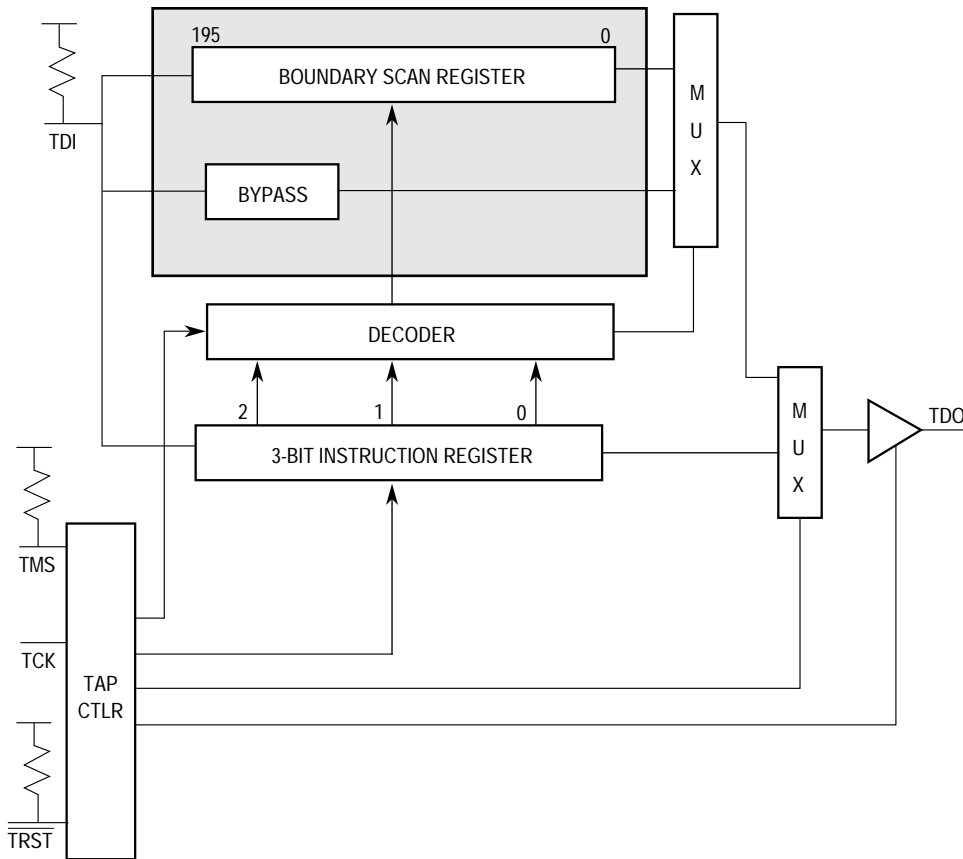 195 0
BOUNDARY SCAN REGISTER
M
U
X
TDI
BYPASS
DECODER
2 1 0
3-BIT INSTRUCTION REGISTER
M
U
X
TDO
TMS
TCK
TAP
CTLR
TRST